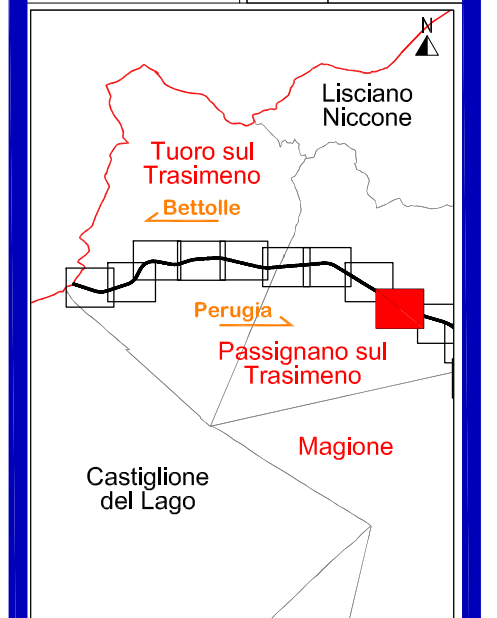 N
Lisciano
Niccone
Tuoro sul
Trasimeno
Bettolle
Perugia
Passignano sul
Trasimeno
Magione
Castiglione
del Lago